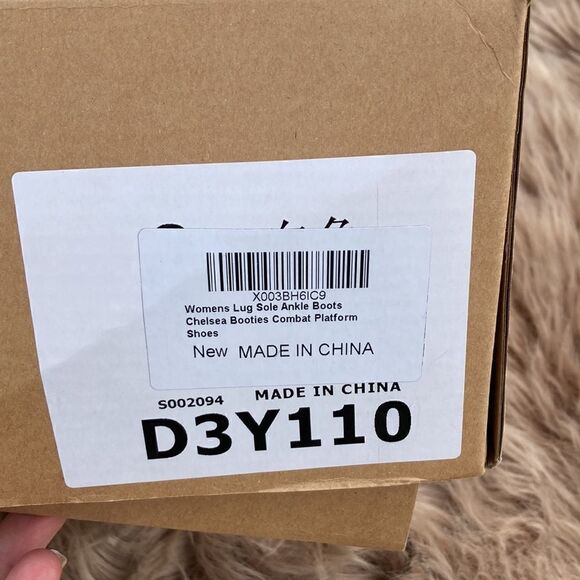 X003BH6IC9
Womens Lug Sole Ankle Boots
Chelsea Booties Combat Platform
Shoes
New MADE IN CHINA
S002094 MADE IN CHINA
D3Y110